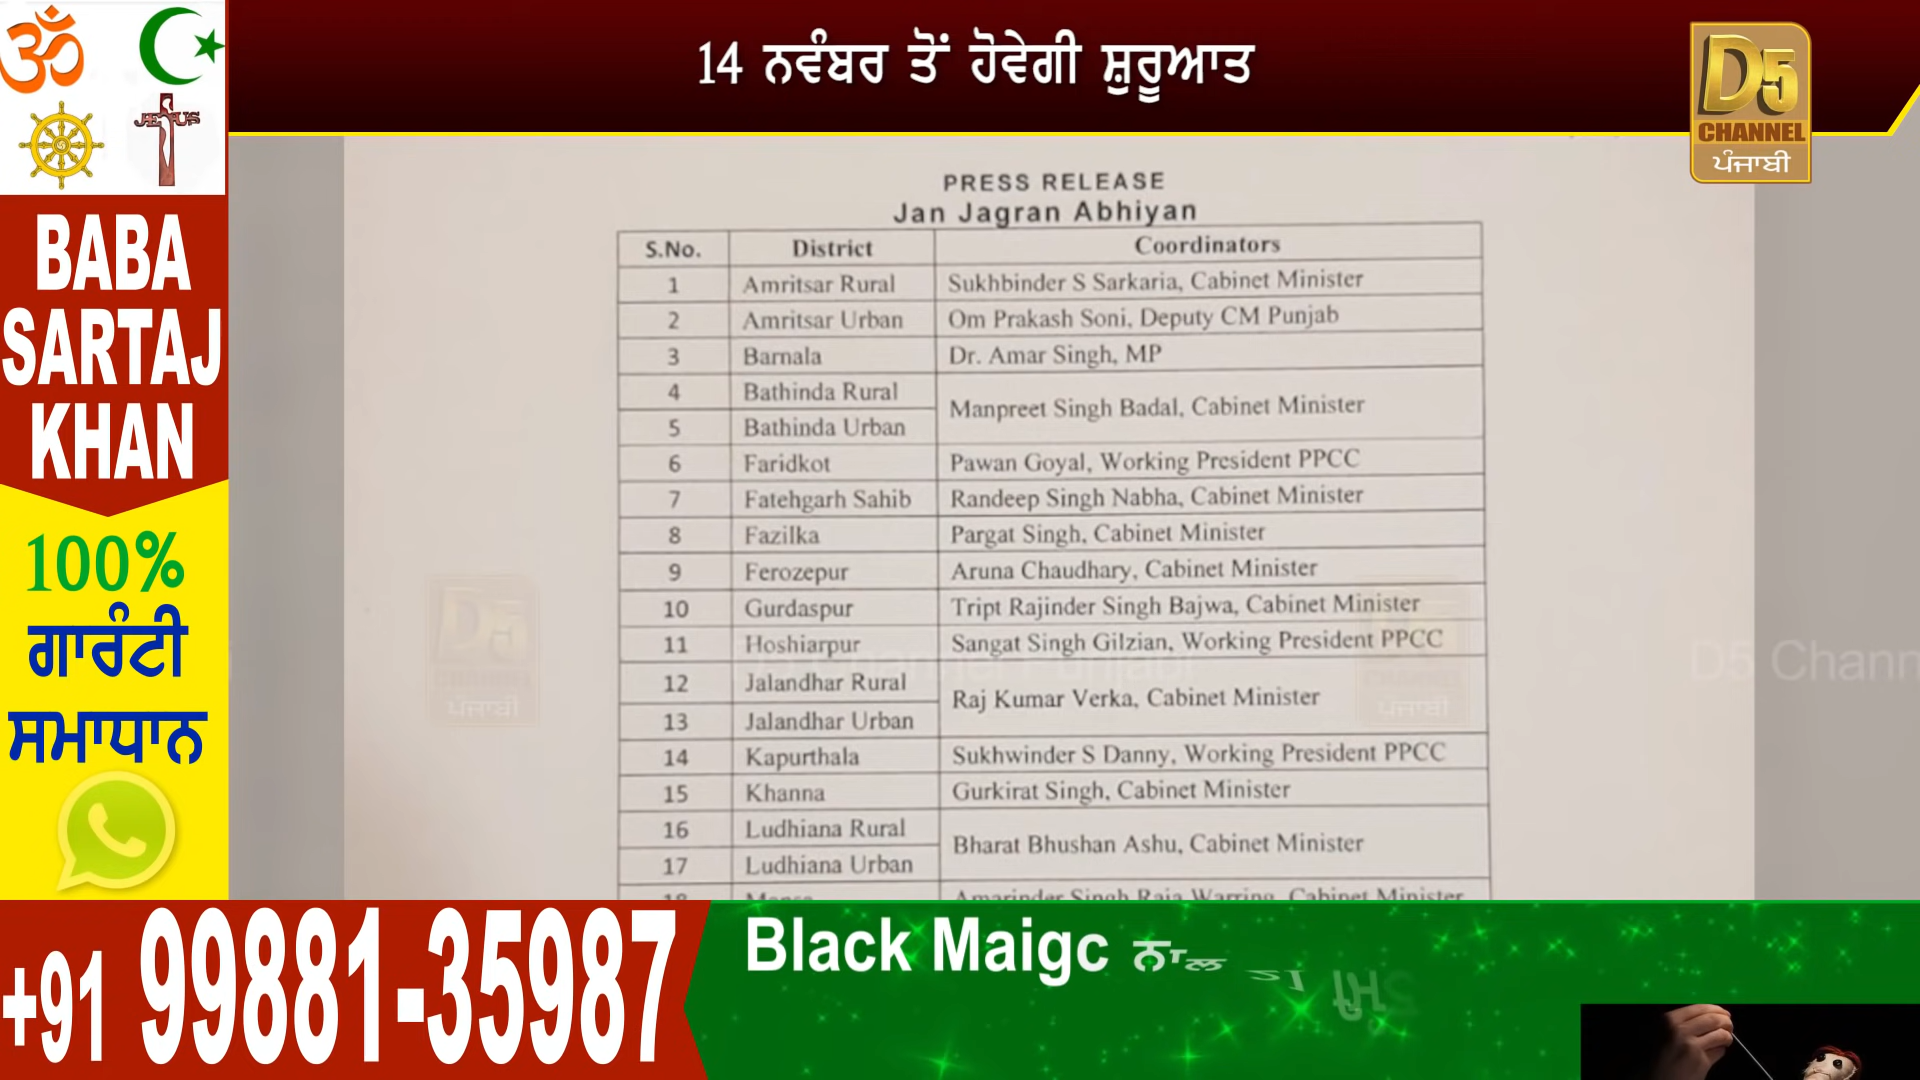 14 ਨਵੰਬਰ ਤੋਂ ਹੋਵੇਗੀ ਸ਼ੁਰੂਆਤ
D5
CHANNEL
ਪੰਜਾਬੀ
JESUS
BABA
SARTAJ
KHAN
100%
ਗਾਰੰਟੀ
ਸਮਾਧਾਨ
PRESS RELEASE
Jan Jagran Abhiyan
S.No. District Coordinators
1 Amritsar Rural Sukhbinder S Sarkaria, Cabinet Minister
2 Amritsar Urban Om Prakash Soni, Deputy CM Punjab
3 Barnala Dr. Amar Singh, MP
4 Bathinda Rural Manpreet Singh Badal, Cabinet Minister
5 Bathinda Urban
6 Faridkot Pawan Goyal, Working President PPCC
7 Fatehgarh Sahib Randeep Singh Nabha, Cabinet Minister
8 Fazilka Pargat Singh, Cabinet Minister
9 Ferozepur Aruna Chaudhary, Cabinet Minister
10 Gurdaspur Tript Rajinder Singh Bajwa, Cabinet Minister
11 Hoshiarpur Sangat Singh Gilzian, Working President PPCC
12 Jalandhar Rural Raj Kumar Verka, Cabinet Minister
13 Jalandhar Urban
14 Kapurthala Sukhwinder S Danny, Working President PPCC
15 Khanna Gurkirat Singh, Cabinet Minister
16 Ludhiana Rural Bharat Bhushan Ashu, Cabinet Minister
17 Ludhiana Urban
Amarinder Singh Raja Warring, Cabinet Minister
D5 Channel Punjabi
D5 Chann
+91 99881-35987
Black Maigc ਨਾਲ